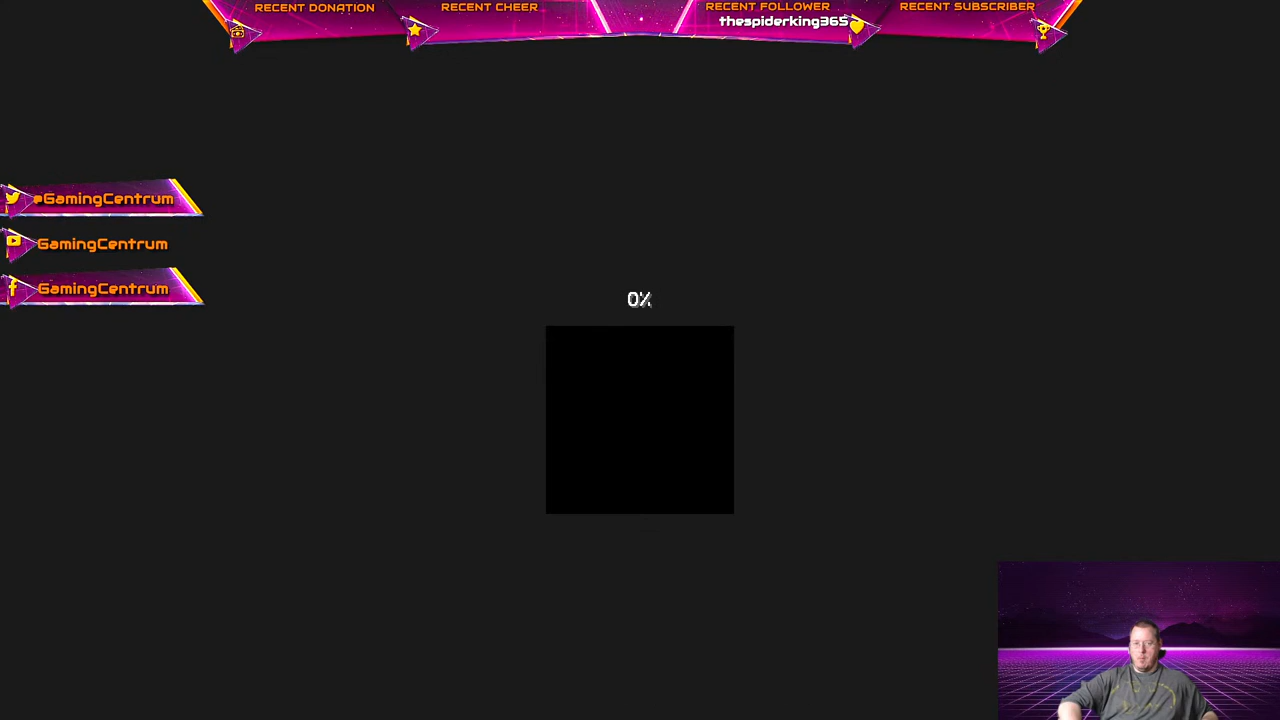 RECENT DONATION
RECENT CHEER
RECENT FOLLOWER
thespiderking365
RECENT SUBSCRIBER
@GamingCentrum
GamingCentrum
GamingCentrum
0%